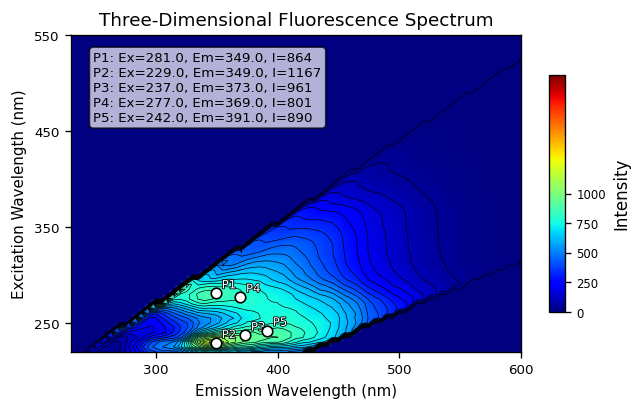 Three-Dimensional Fluorescence Spectrum
P1: Ex=281.0, Em=349.0, I=864
P2: Ex=229.0, Em=349.0, I=1167
P3: Ex=237.0, Em=373.0, I=961
P4: Ex=277.0, Em=369.0, I=801
P5: Ex=242.0, Em=391.0, I=890
550
450
350
250
Excitation Wavelength (nm)
P1
P4
P2
P3
P5
300
400
500
600
Emission Wavelength (nm)
1000
750
500
250
0
Intensity